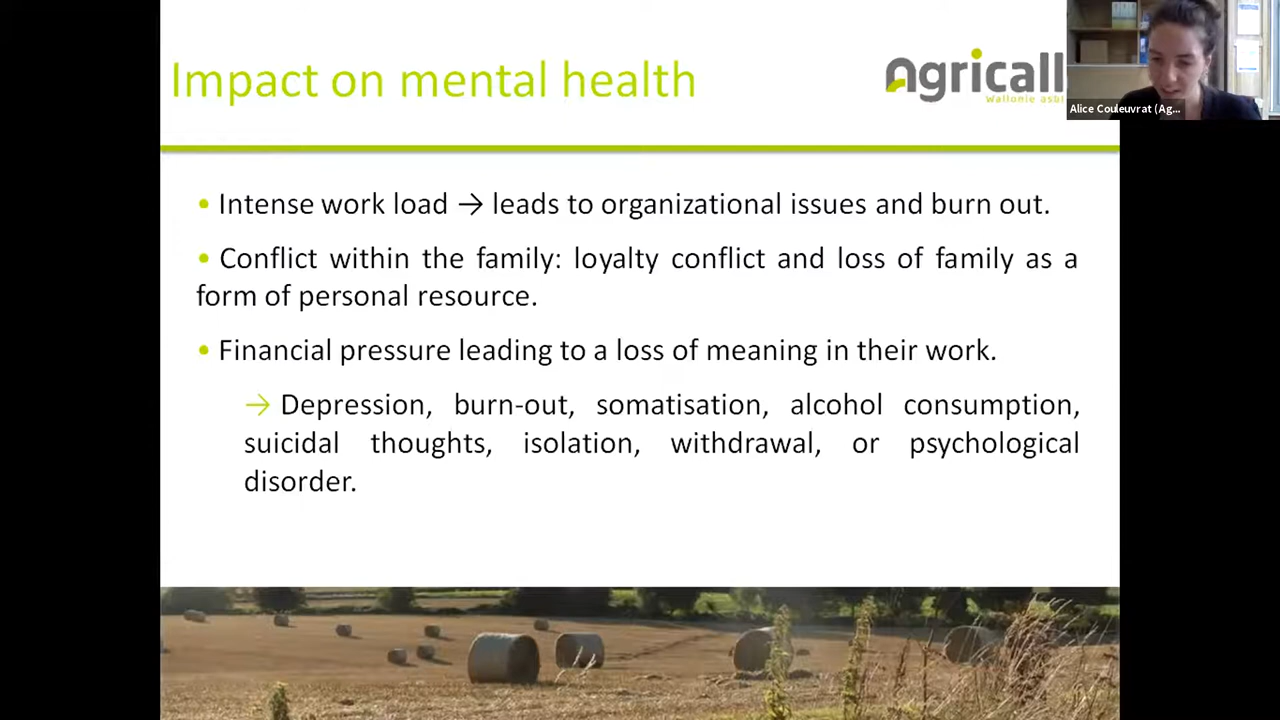 Impact on mental health
agricall
wallonie asbl
Alice Couleuvrat (Ag...
• Intense work load → leads to organizational issues and burn out.
• Conflict within the family: loyalty conflict and loss of family as a
form of personal resource.
• Financial pressure leading to a loss of meaning in their work.
→ Depression, burn-out, somatisation, alcohol consumption,
suicidal thoughts, isolation, withdrawal, or psychological
disorder.